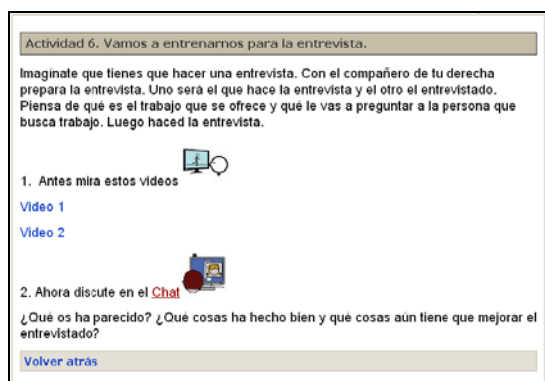 Actividad 6. Vamos a entrenarnos para la entrevista.
Imagínate que tienes que hacer una entrevista. Con el compañero de tu derecha
prepara la entrevista. Uno será el que hace la entrevista y el otro el entrevistado.
Piensa de qué es el trabajo que se ofrece y qué le vas a preguntar a la persona que
busca trabajo. Luego haced la entrevista.
1. Antes mira estos videos
Video 1
Video 2
2. Ahora discute en el Chat
¿Qué os ha parecido? ¿Qué cosas ha hecho bien y qué cosas aún tiene que mejorar el
entrevistado?
Volver atrás